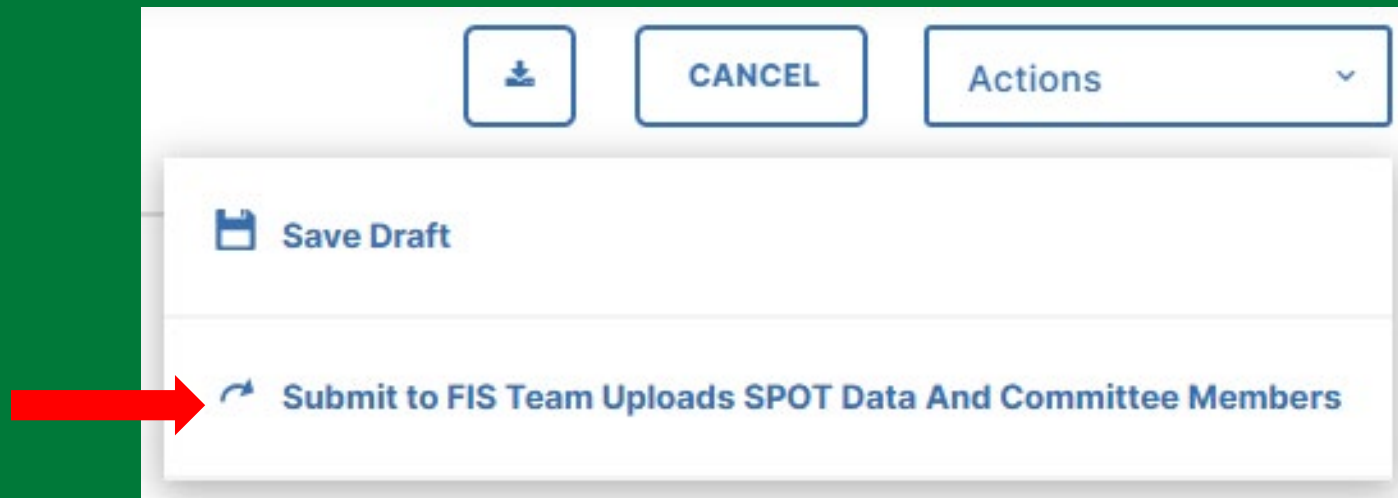 CANCEL
Actions
Save Draft
Submit to FIS Team Uploads SPOT Data And Committee Members